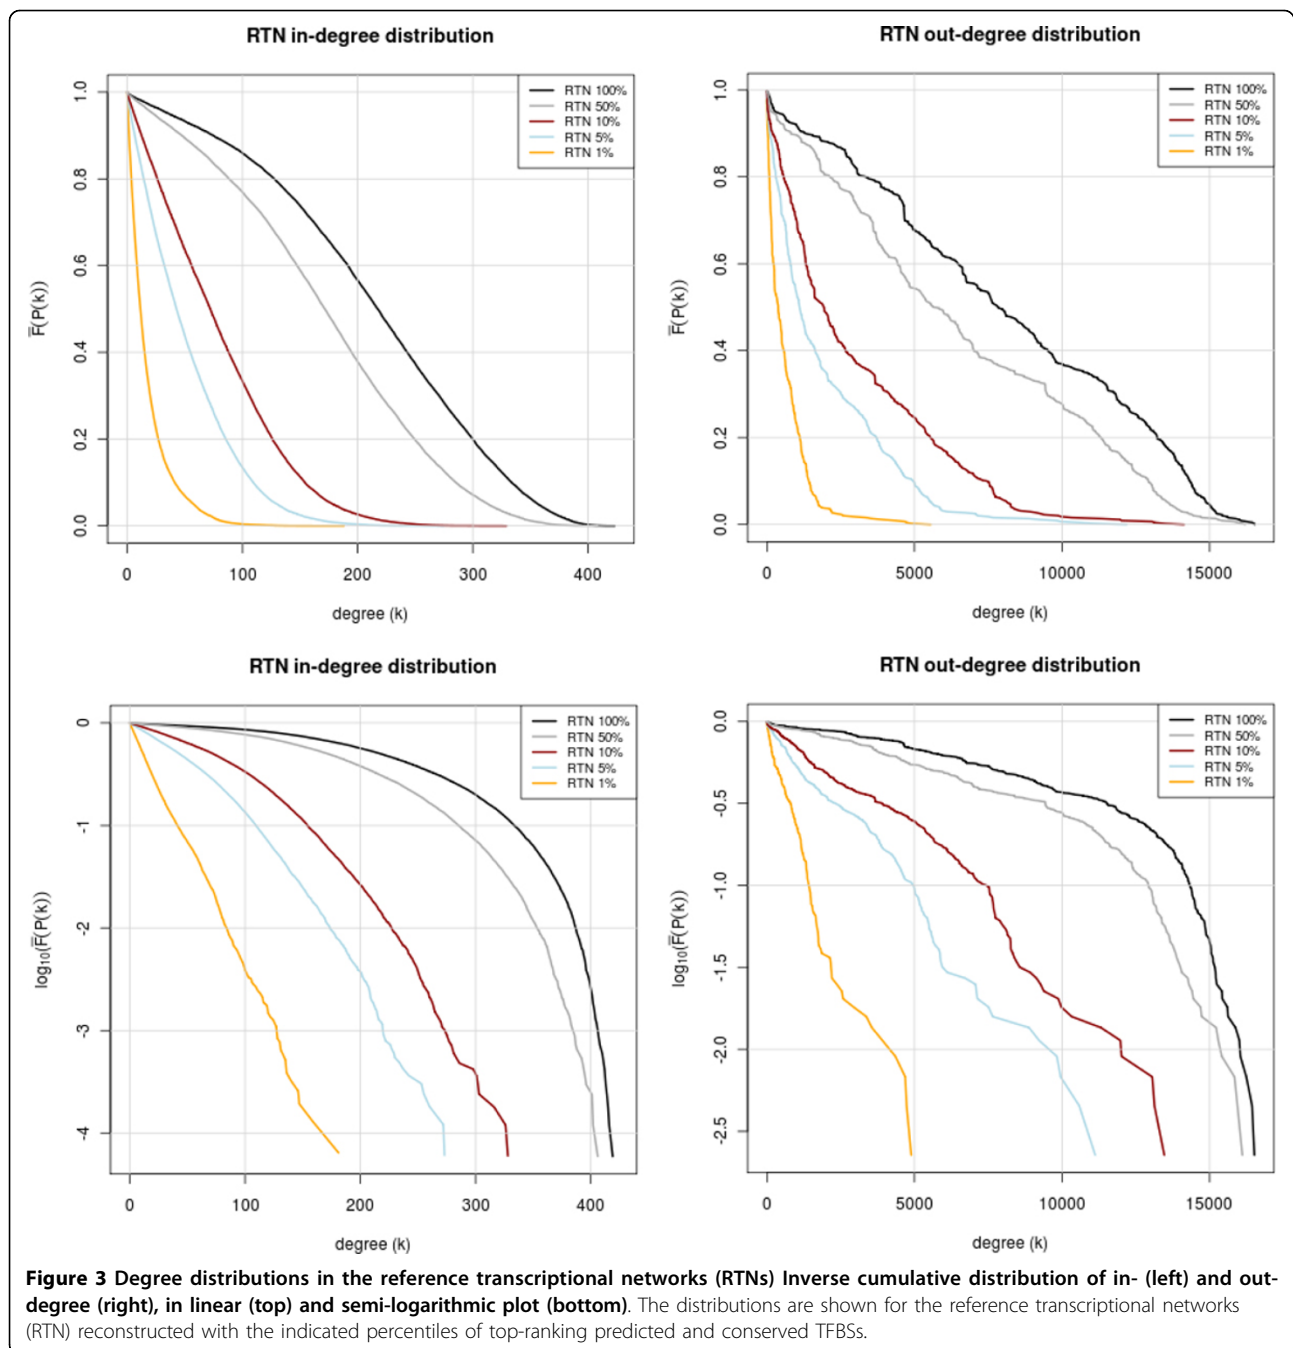 RTN in-degree distribution
RTN 100%
RTN 50%
RTN 10%
RTN 5%
RTN 1%
1.0
0.8
0.6
0.4
0.2
0.0
F̅(P(k))
0 100 200 300 400
degree (k)
RTN out-degree distribution
RTN 100%
RTN 50%
RTN 10%
RTN 5%
RTN 1%
1.0
0.8
0.6
0.4
0.2
0.0
F̅(P(k))
0 5000 10000 15000
degree (k)
RTN in-degree distribution
RTN 100%
RTN 50%
RTN 10%
RTN 5%
RTN 1%
0
-1
-2
-3
-4
log₁₀(F̅(P(k))
0 100 200 300 400
degree (k)
RTN out-degree distribution
RTN 100%
RTN 50%
RTN 10%
RTN 5%
RTN 1%
0.0
-0.5
-1.0
-1.5
-2.0
-2.5
log₁₀(F̅(P(k))
0 5000 10000 15000
degree (k)
Figure 3 Degree distributions in the reference transcriptional networks (RTNs) Inverse cumulative distribution of in- (left) and out-
degree (right), in linear (top) and semi-logarithmic plot (bottom). The distributions are shown for the reference transcriptional networks
(RTN) reconstructed with the indicated percentiles of top-ranking predicted and conserved TFBSs.